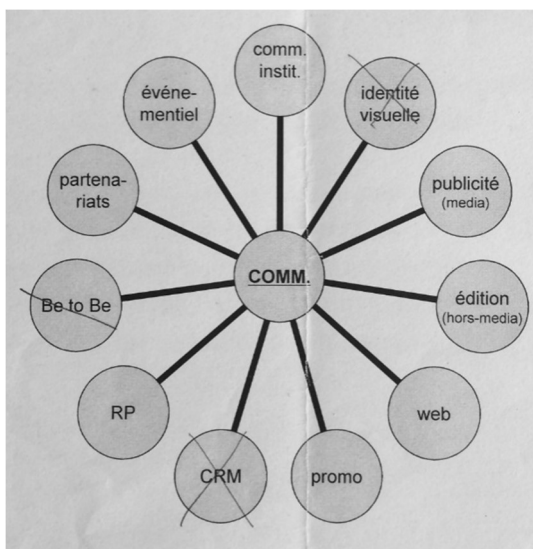 comm.
instit.
identité
visuelle
publicité
(media)
édition
(hors-media)
web
promo
CRM
RP
Be to Be
partena-
riats
événe-
mentiel
COMM.